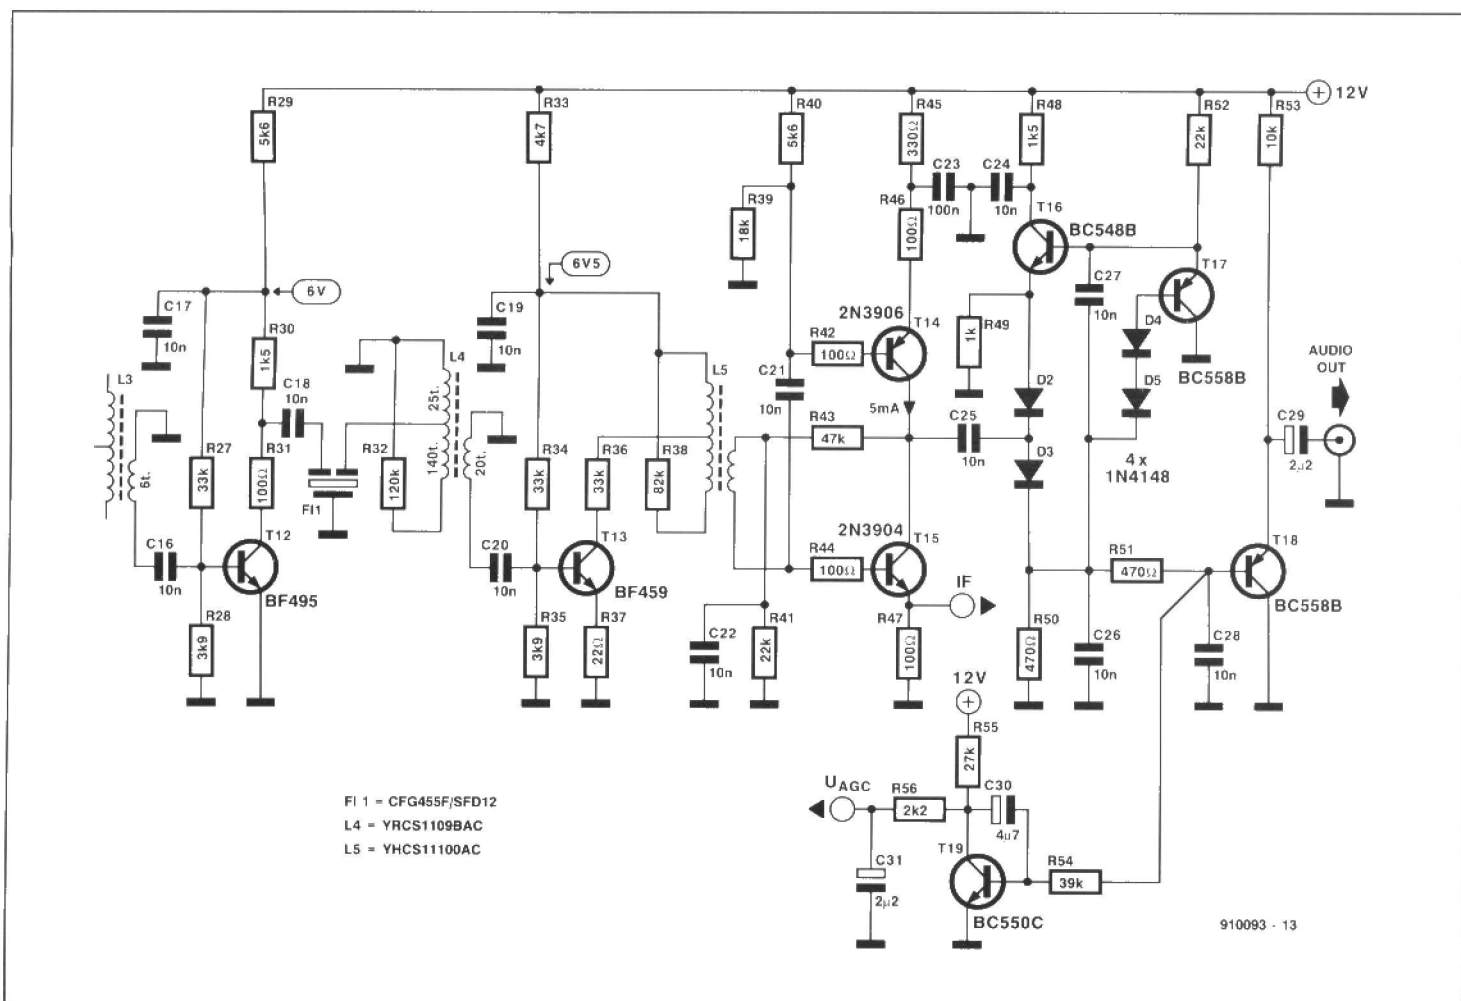 R29
5k6
R33
4k7
R40
5k6
R45
330Ω
R48
1k5
R52
22k
R53
10k
12V
R39
18k
C23
100n
C24
10n
R46
100Ω
T16
BC548B
C27
10n
T17
BC558B
6V
6V5
C17
10n
R30
1k5
C18
10n
C19
10n
L4
25t.
140t.
20t.
L5
2N3906
T14
R42
100Ω
C21
10n
5mA
R49
1k
D2
D3
D4
D5
4 x
1N4148
AUDIO
OUT
C29
2µ2
L3
6t.
R27
33k
R31
100Ω
FI1
R32
120k
R34
33k
R36
33k
R38
82k
R43
47k
C25
10n
C16
10n
T12
BF495
C20
10n
T13
BF459
R44
100Ω
2N3904
T15
IF
R51
470Ω
T18
BC558B
R28
3k9
R35
3k9
R37
22Ω
C22
10n
R41
22k
R47
100Ω
R50
470Ω
C26
10n
C28
10n
12V
R55
27k
UAGC
R56
2k2
C30
4u7
C31
2µ2
T19
BC550C
R54
39k
FI 1 = CFG455F/SFD12
L4 = YRCS1109BAC
L5 = YHCS11100AC
910093 - 13